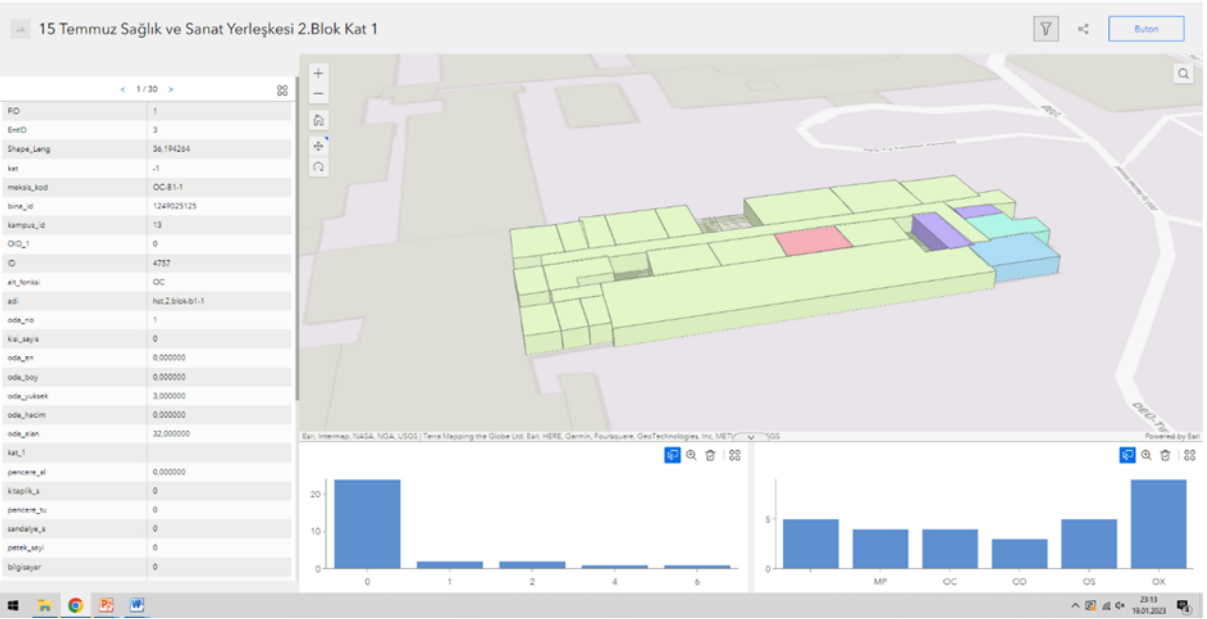 15 Temmuz Sağlık ve Sanat Yerleşkesi 2.Blok Kat 1
Buton
< 1 / 30 >
FID 1
EntID 3
Shape_Leng 36,194264
kat -1
meksis_kod OC-B1-1
bina_id 1249025125
kampus_id 13
OID_1 0
ID 4757
alt_fonksi OC
adi hst.2.blok-b1-1
oda_no 1
kisi_sayis 0
oda_en 0,000000
oda_boy 0,000000
oda_yuksek 3,000000
oda_hacim 0,000000
oda_alan 32,000000
kat_1
pencere_al 0,000000
kitaplik_s 0
pencere_tu 0
sandalye_s 0
petek_sayi 0
bilgisayar 0
DEÜ-
DEÜ-Tıp
Esri, Intermap, NASA, NGA, USGS | Terra Mapping the Globe Ltd, Esri, HERE, Garmin, Foursquare, GeoTechnologies, Inc, METI/ USGS
Powered by Esri
20
10
0
0 1 2 4 6
5
0
MP OC OD OS OX
23:13
19.01.2023